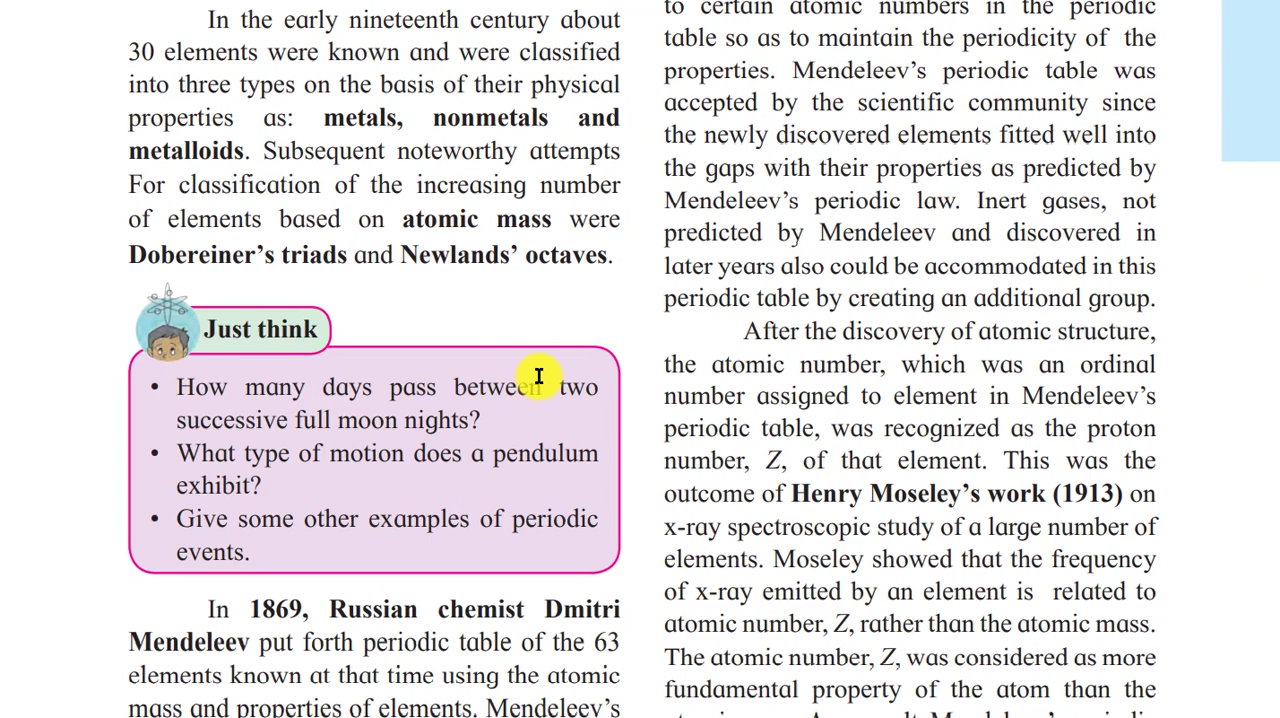 In the early nineteenth century about
30 elements were known and were classified
into three types on the basis of their physical
properties as: metals, nonmetals and
metalloids. Subsequent noteworthy attempts
For classification of the increasing number
of elements based on atomic mass were
Dobereiner's triads and Newlands' octaves.
Just think
• How many days pass between two
successive full moon nights?
• What type of motion does a pendulum
exhibit?
• Give some other examples of periodic
events.
In 1869, Russian chemist Dmitri
Mendeleev put forth periodic table of the 63
elements known at that time using the atomic
mass and properties of elements. Mendeleev's
to certain atomic numbers in the periodic
table so as to maintain the periodicity of the
properties. Mendeleev's periodic table was
accepted by the scientific community since
the newly discovered elements fitted well into
the gaps with their properties as predicted by
Mendeleev's periodic law. Inert gases, not
predicted by Mendeleev and discovered in
later years also could be accommodated in this
periodic table by creating an additional group.
After the discovery of atomic structure,
the atomic number, which was an ordinal
number assigned to element in Mendeleev's
periodic table, was recognized as the proton
number, Z, of that element. This was the
outcome of Henry Moseley's work (1913) on
x-ray spectroscopic study of a large number of
elements. Moseley showed that the frequency
of x-ray emitted by an element is related to
atomic number, Z, rather than the atomic mass.
The atomic number, Z, was considered as more
fundamental property of the atom than the